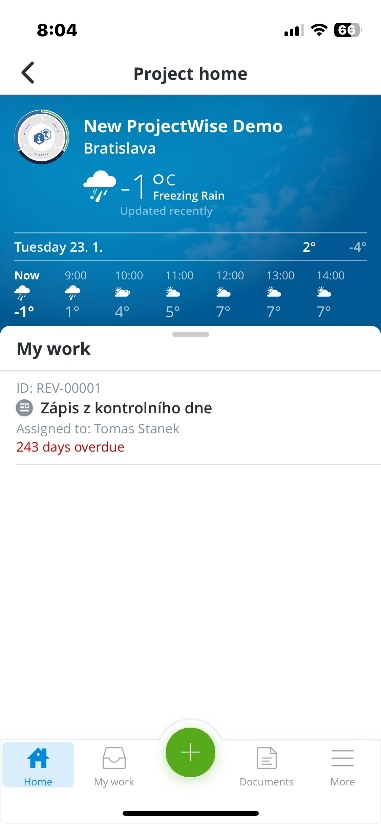 8:04
66
Project home
New ProjectWise Demo
Bratislava
-1 °C
Freezing Rain
Updated recently
Tuesday 23. 1. 2° -4°
Now 9:00 10:00 11:00 12:00 13:00 14:00
-1° 1° 4° 5° 7° 7° 7°
My work
ID: REV-00001
Zápis z kontrolního dne
Assigned to: Tomas Stanek
243 days overdue
Home My work Documents More